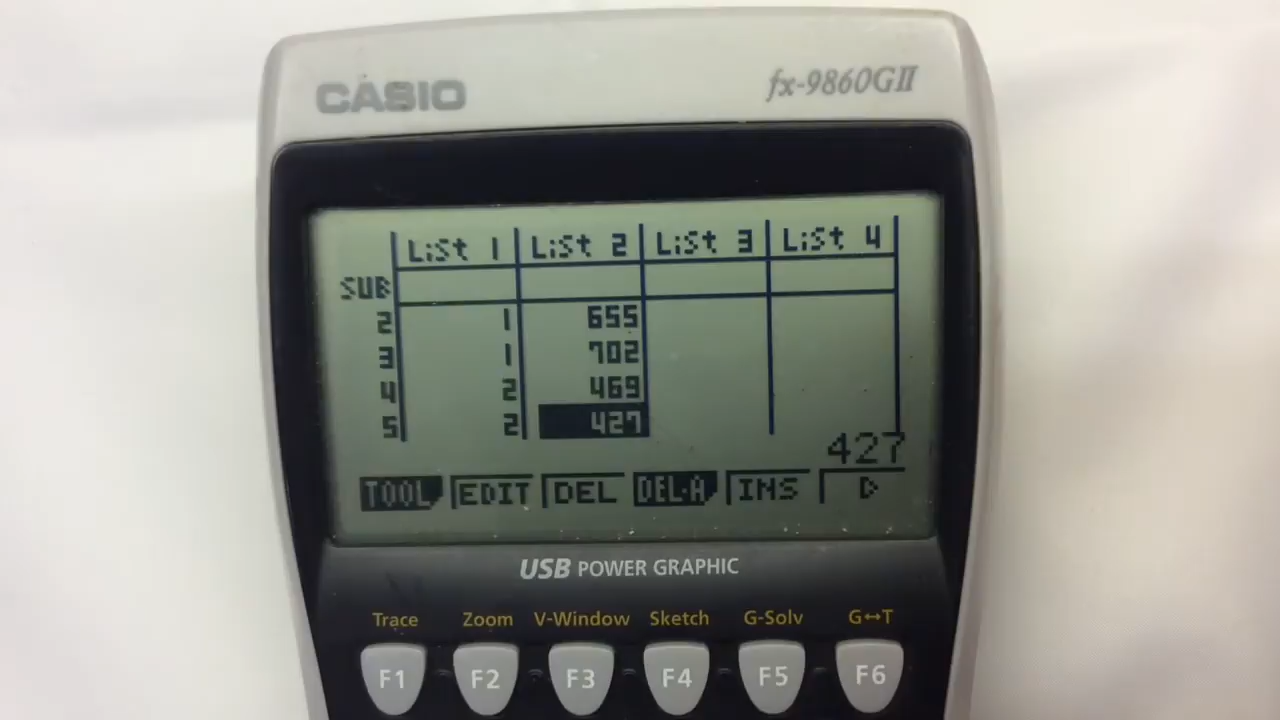 CASIO fx-9860GII
List 1 List 2 List 3 List 4
SUB
2 1 655
3 1 702
4 2 469
5 2 427
427
TOOL EDIT DEL DEL·A INS ▷
USB POWER GRAPHIC
Trace Zoom V-Window Sketch G-Solv G↔T
F1 F2 F3 F4 F5 F6